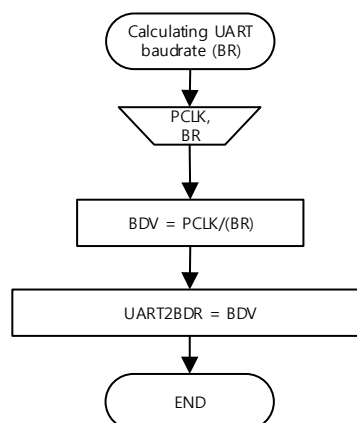 Calculating UART
baudrate (BR)
PCLK,
BR
BDV = PCLK/(BR)
UART2BDR = BDV
END